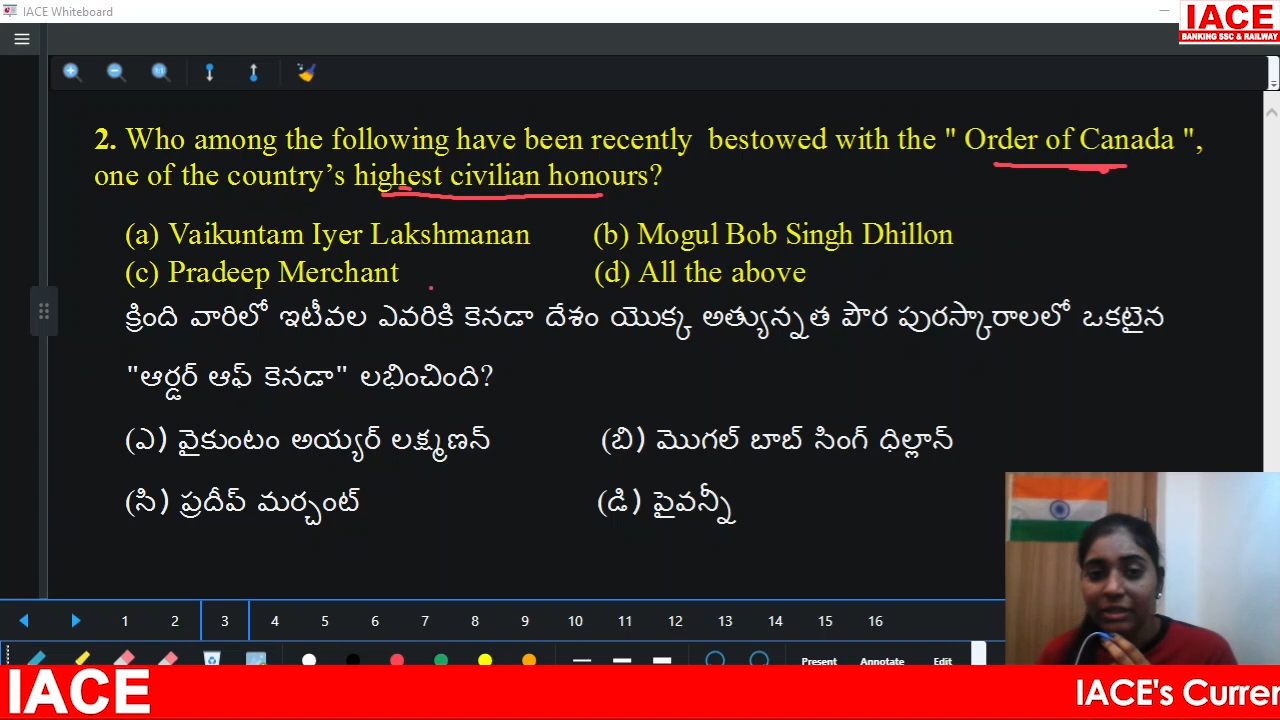 IACE Whiteboard
IACE
BANKING SSC & RAILWAY
2. Who among the following have been recently bestowed with the " Order of Canada ",
one of the country’s highest civilian honours?
(a) Vaikuntam Iyer Lakshmanan (b) Mogul Bob Singh Dhillon
(c) Pradeep Merchant (d) All the above
క్రింది వారిలో ఇటీవల ఎవరికి కెనడా దేశం యొక్క అత్యున్నత పౌర పురస్కారాలలో ఒకటైన
"ఆర్డర్ ఆఫ్ కెనడా" లభించింది?
(ఎ) వైకుంటం అయ్యర్ లక్ష్మణన్ (బి) మొగల్ బాబ్ సింగ్ ధిల్లాన్
(సి) ప్రదీప్ మర్చంట్ (డి) పైవన్నీ
1 2 3 4 5 6 7 8 9 10 11 12 13 14 15 16
Present Annotate Edit
IACE IACE's Currer